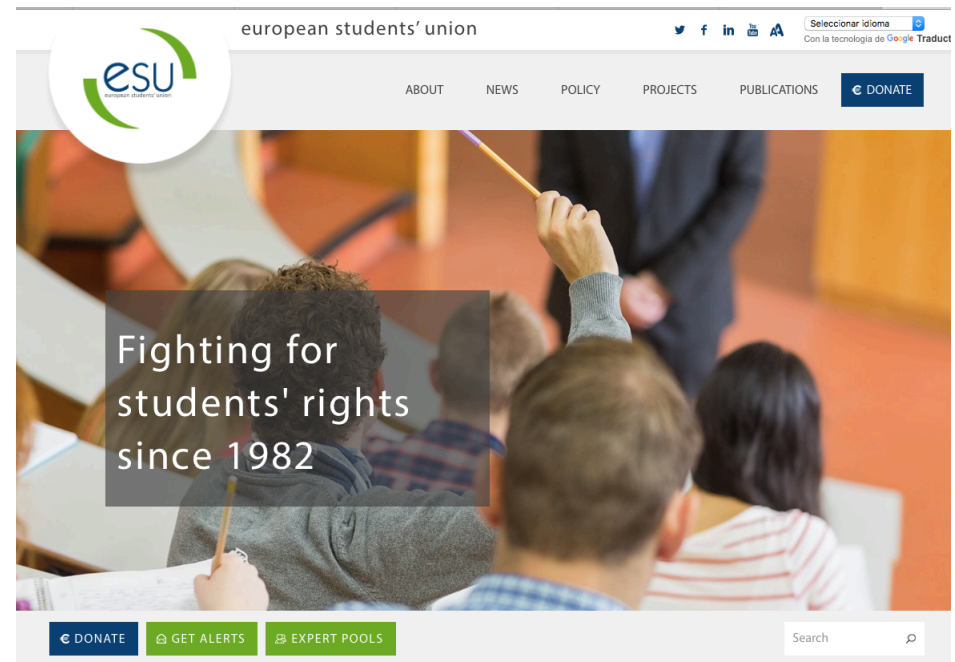 european students' union
Seleccionar idioma
Con la tecnología de Google Traduct
esu
european students' union
ABOUT
NEWS
POLICY
PROJECTS
PUBLICATIONS
€ DONATE
Fighting for
students' rights
since 1982
€ DONATE
GET ALERTS
EXPERT POOLS
Search